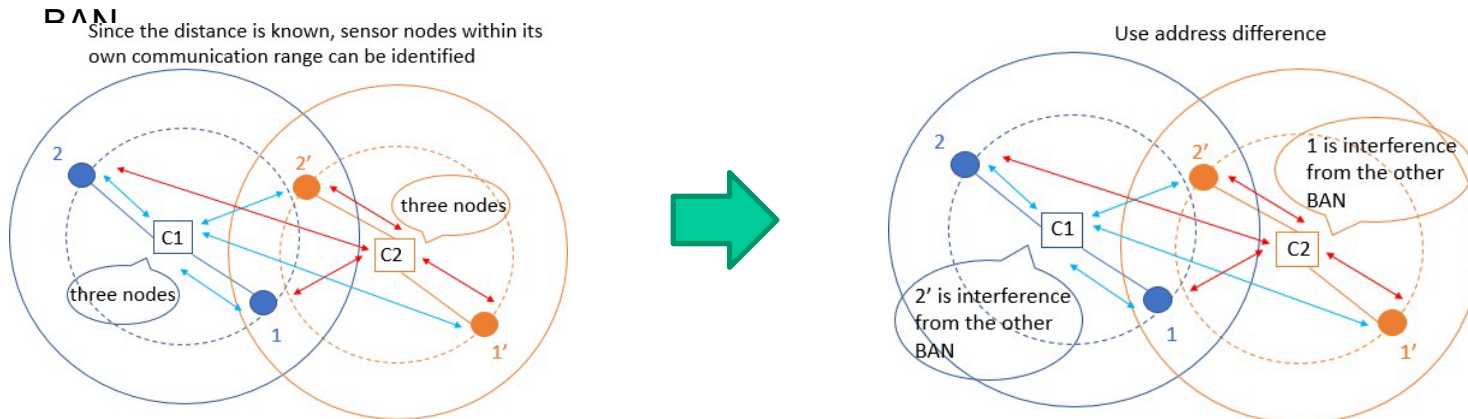 BAN
Since the distance is known, sensor nodes within its
own communication range can be identified
2
2’
three nodes
C1
C2
three nodes
1
1’
Use address difference
2
2’
1 is interference
from the other
BAN
C1
C2
2’ is interference
from the other
BAN
1
1’